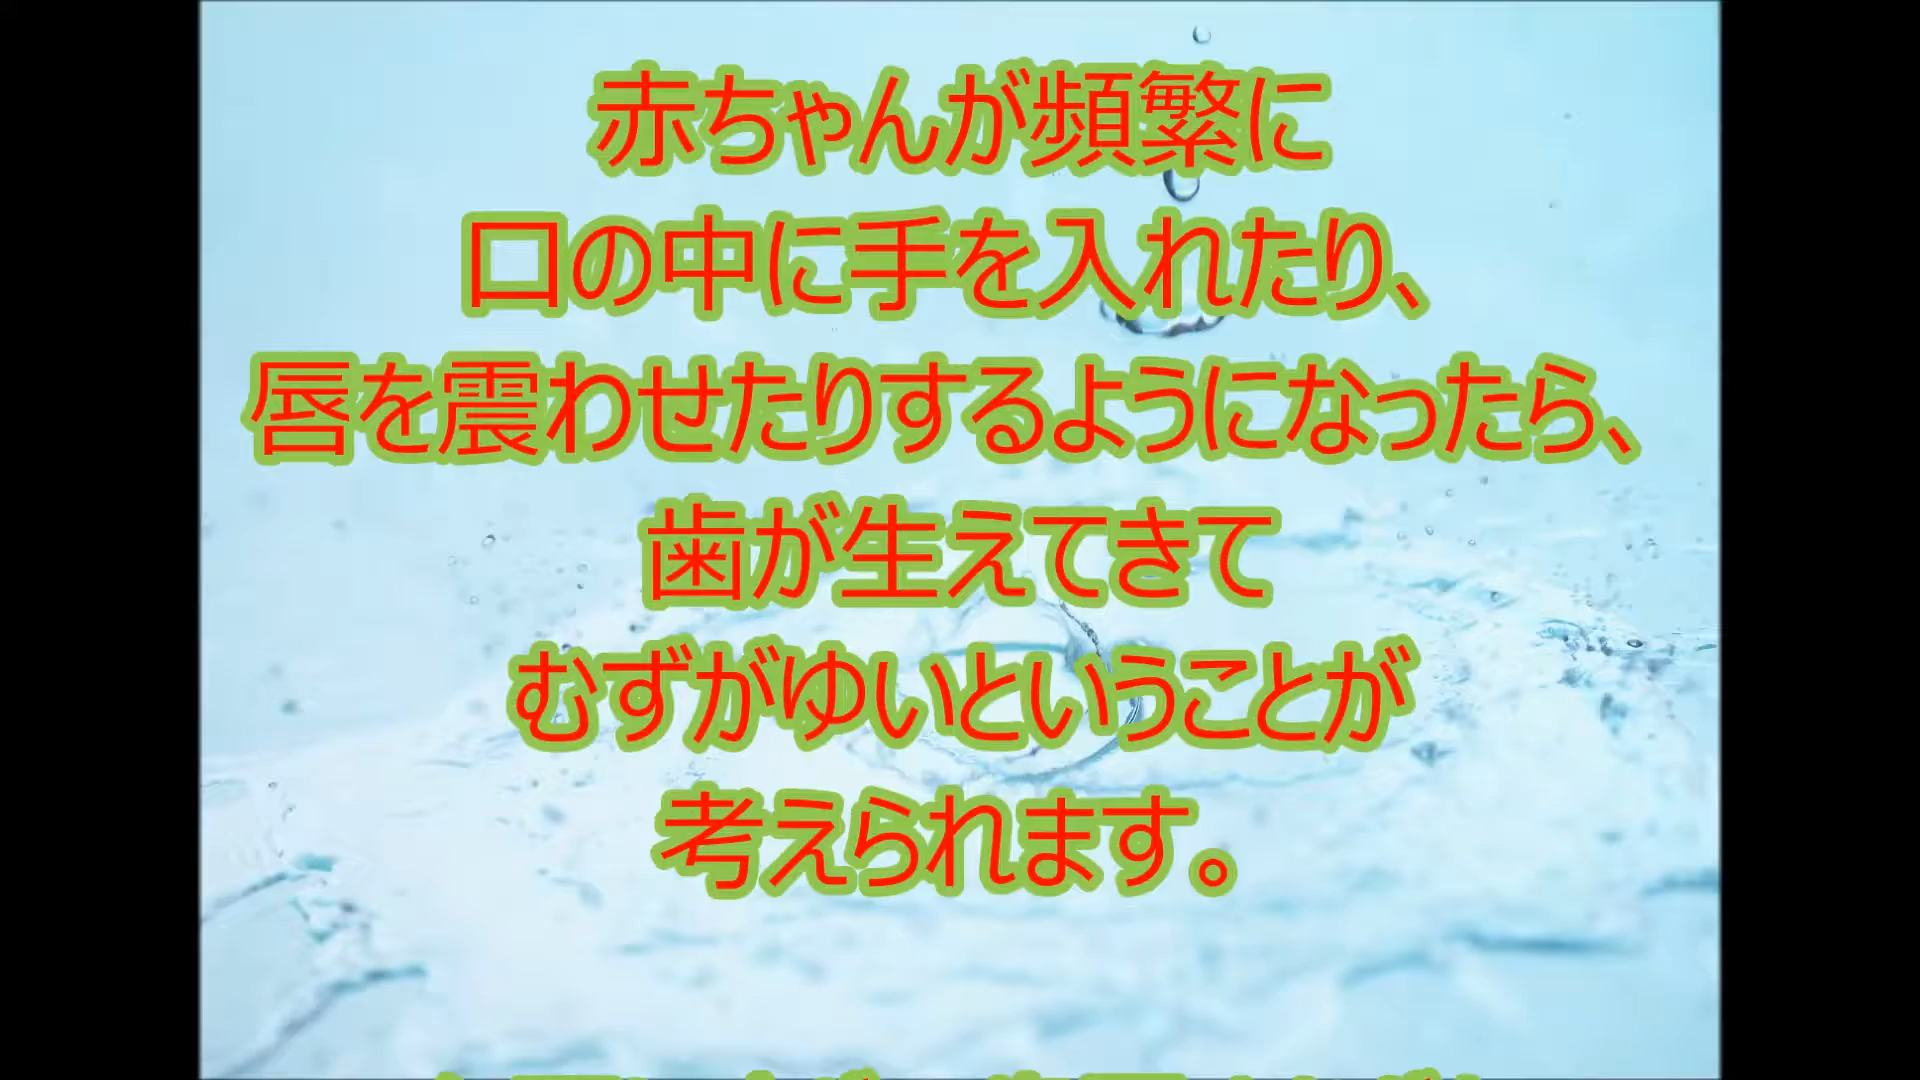 赤ちゃんが頻繁に
口の中に手を入れたり、
唇を震わせたりするようになったら、
歯が生えてきて
むずがゆいということが
考えられます。